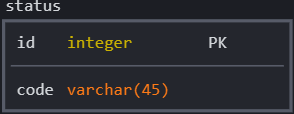 status
id integer PK
code varchar(45)